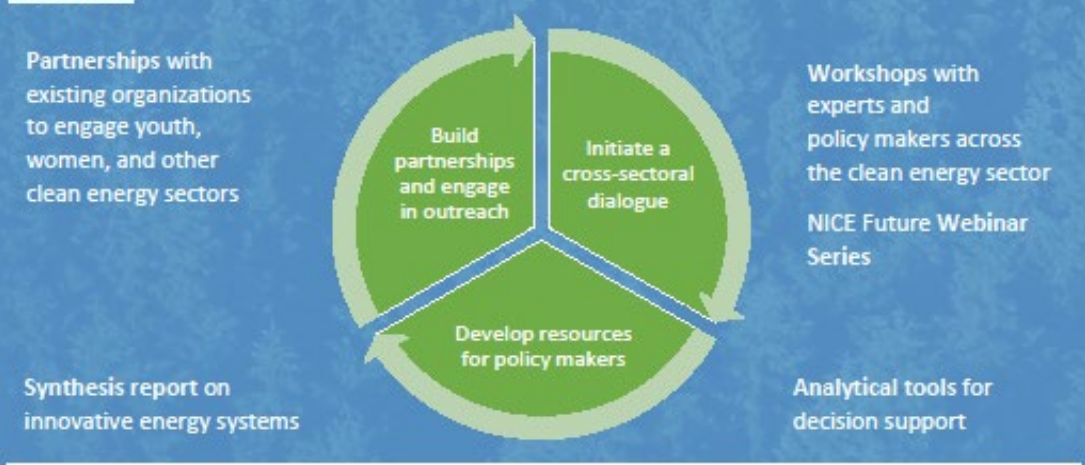 Partnerships with
existing organizations
to engage youth,
women, and other
clean energy sectors
Build
partnerships
and engage
in outreach
Initiate a
cross-sectoral
dialogue
Workshops with
experts and
policy makers across
the clean energy sector
NICE Future Webinar
Series
Develop resources
for policy makers
Synthesis report on
innovative energy systems
Analytical tools for
decision support